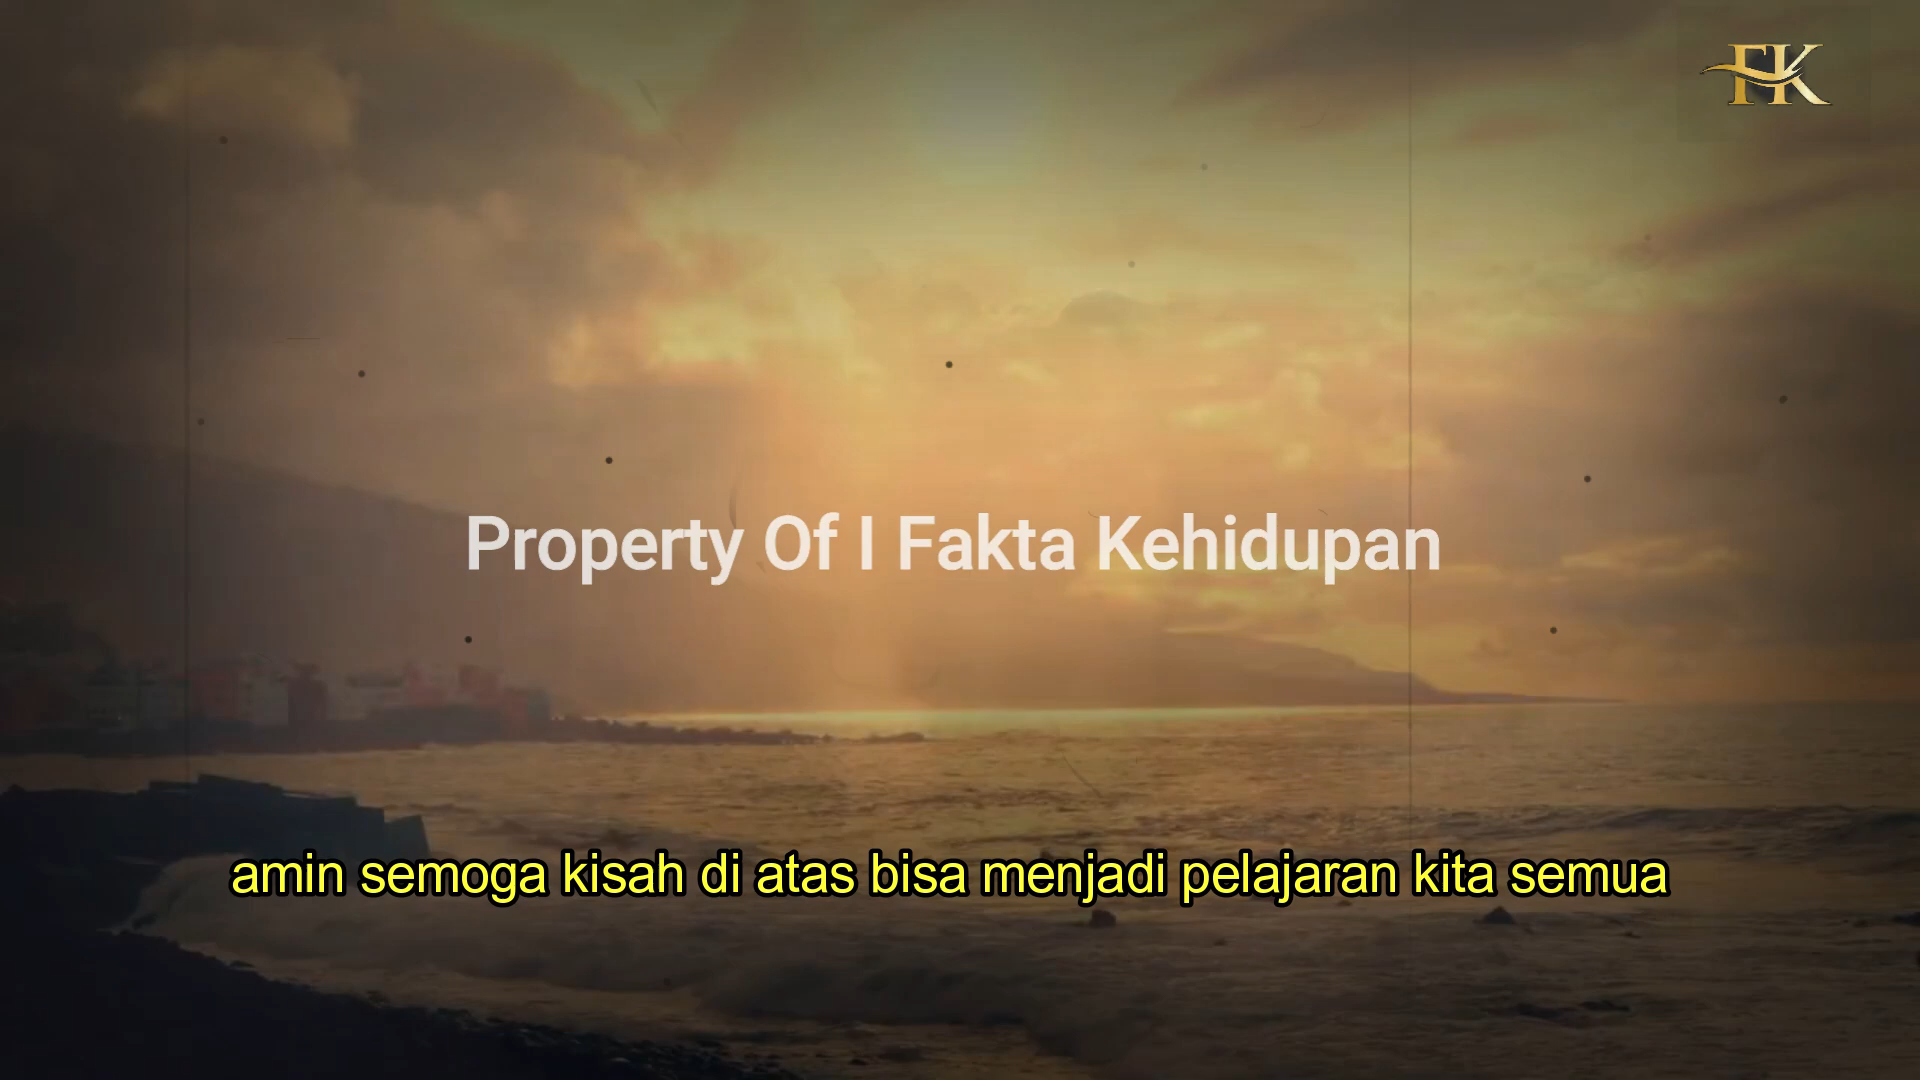 FK
Property Of I Fakta Kehidupan
amin semoga kisah di atas bisa menjadi pelajaran kita semua